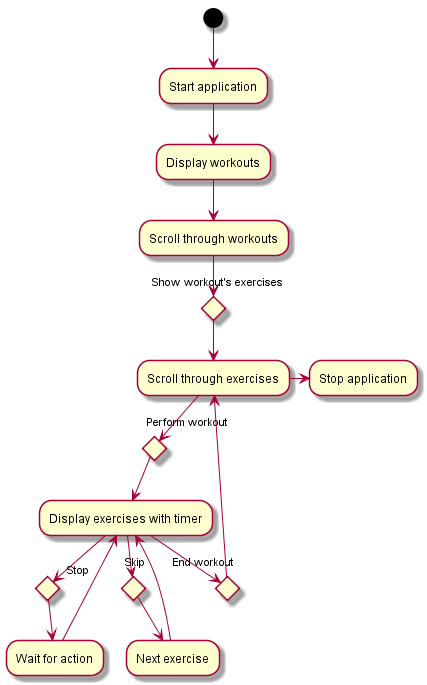 Start application
Display workouts
Scroll through workouts
Show workout's exercises
Scroll through exercises
Stop application
Perform workout
Display exercises with timer
Stop
Skip
End workout
Wait for action
Next exercise